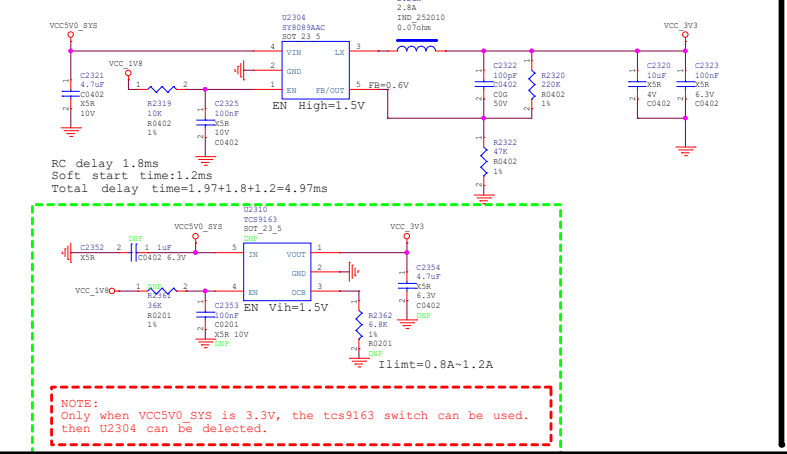 2.8A
IND_252010
0.07ohm
VCC5V0_SYS
VCC_1V8
U2304
SY8089AAC
SOT_23_5
4 VIN LX 3
2 GND
1 EN FB/OUT 5
FB=0.6V
EN High=1.5V
C2321
4.7uF
C0402
X5R
10V
R2319
10K
R0402
1%
C2325
100nF
X5R
10V
C0402
C2322
100pF
C0402
C0G
50V
R2320
220K
R0402
1%
R2322
47K
R0402
1%
VCC_3V3
C2320
10uF
X5R
4V
C0402
C2323
100nF
X5R
6.3V
C0402
RC delay 1.8ms
Soft start time:1.2ms
Total delay time=1.97+1.8+1.2=4.97ms
U2310
TCS9163
SOT_23_5
DNP
VCC5V0_SYS
DNP
C2352 2 1 1uF
X5R C0402 6.3V
5 IN VOUT 1
GND 2
4 EN OCB 3
EN Vih=1.5V
VCC_1V8
1 DNP 2
R2361
36K
R0201
1%
C2353
100nF
C0201
X5R 10V
DNP
VCC_3V3
C2354
4.7uF
X5R
6.3V
C0402
DNP
R2362
6.8K
1%
R0201
DNP
Ilimt=0.8A~1.2A
NOTE:
Only when VCC5V0_SYS is 3.3V, the tcs9163 switch can be used.
then U2304 can be delected.